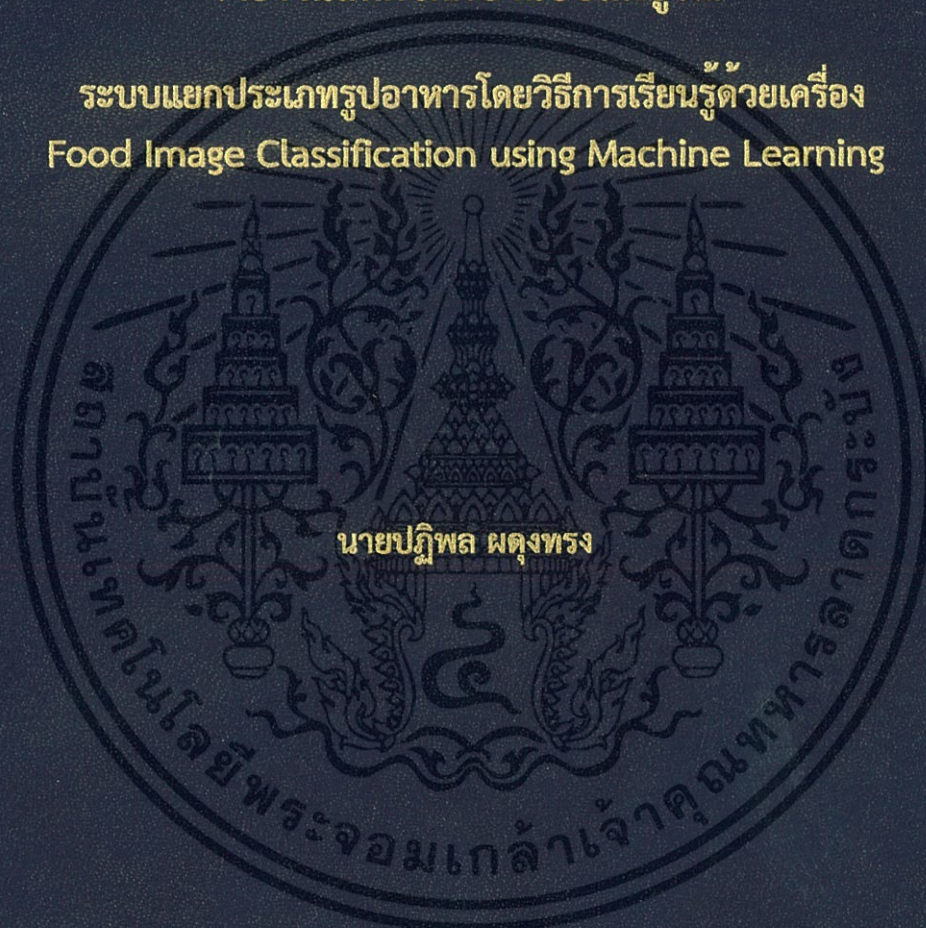 ระบบแยกประเภทรูปอาหารโดยวิธีการเรียนรู้ด้วยเครื่อง
Food Image Classification using Machine Learning
นายปฏิพล ผดุงทรง
สถาบันเทคโนโลยีพระจอมเกล้าเจ้าคุณทหารลาดกระบัง